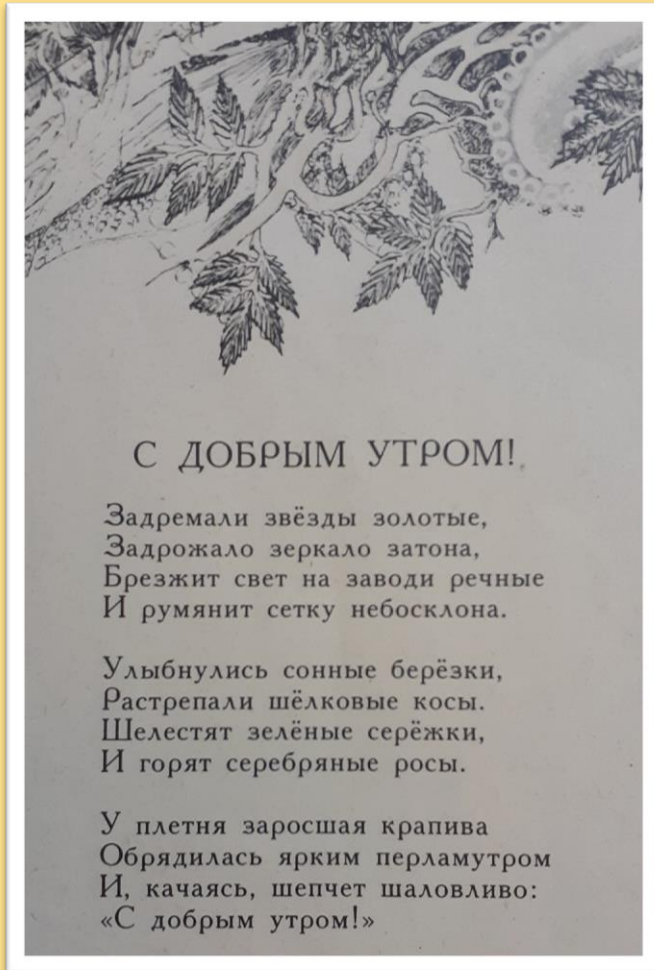 С ДОБРЫМ УТРОМ!
Задремали звёзды золотые,
Задрожало зеркало затона,
Брезжит свет на заводи речные
И румянит сетку небосклона.
Улыбнулись сонные берёзки,
Растрепали шёлковые косы.
Шелестят зелёные серёжки,
И горят серебряные росы.
У плетня заросшая крапива
Обрядилась ярким перламутром
И, качаясь, шепчет шаловливо:
«С добрым утром!»